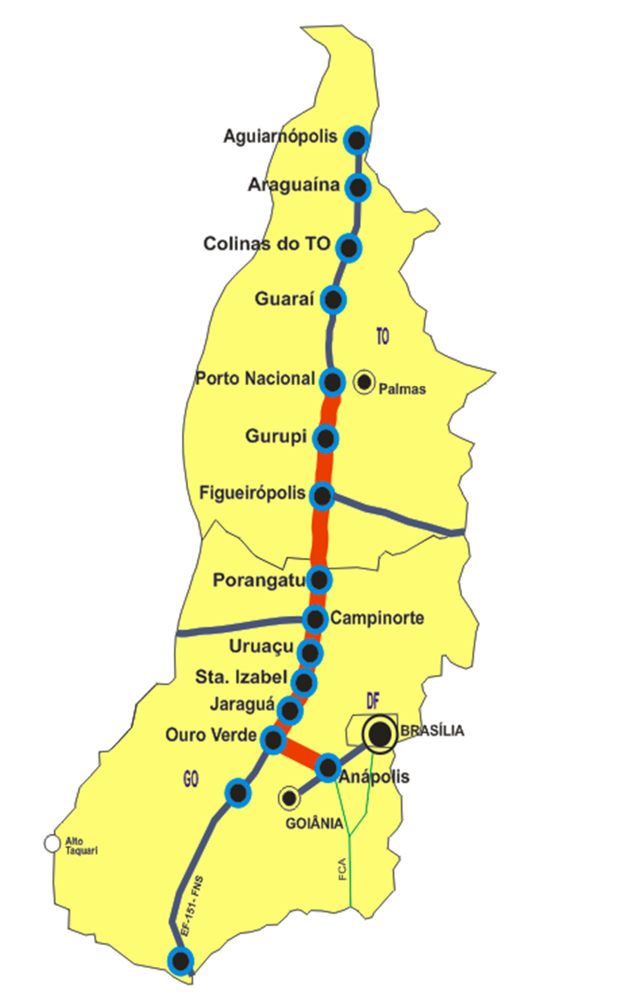 Aguiarnópolis
Araguaína
Colinas do TO
Guaraí
TO
Porto Nacional
Palmas
Gurupi
Figueirópolis
Porangatu
Campinorte
Uruaçu
Sta. Izabel
Jaraguá
DF
BRASÍLIA
Ouro Verde
Anápolis
GO
GOIÂNIA
Alto
Taquari
FCA
EF-151- FNS